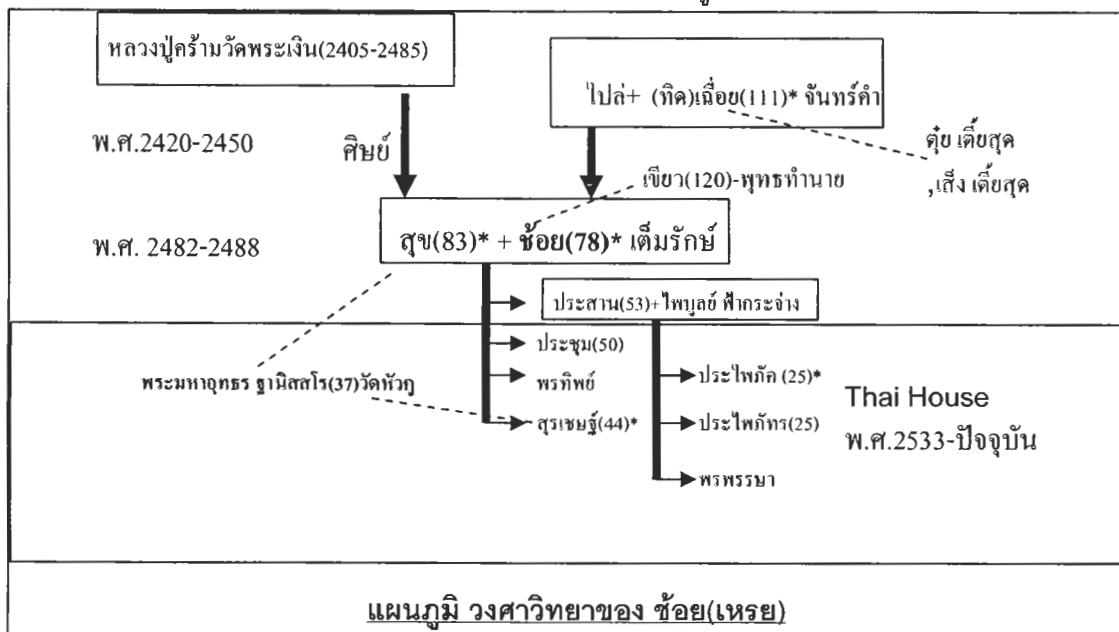 หลวงปู่คร้ามวัดพระเงิน(2405-2485)
ไปล่+ (ทิด)เฉื่อย(111)* จันทร์คำ
พ.ศ.2420-2450
ศิษย์
ตุ๋ย เตี้ยสุด
,เส็ง เตี้ยสุด
เขียว(120)-พุทธทำนาย
พ.ศ. 2482-2488
สุข(83)* + ช้อย(78)* เต็มรักษ์
ประสาน(53)+ไพบูลย์ ฟ้ากระจ่าง
ประชุม(50)
พระมหาอุทธร ฐานิสสโร(37)วัดหัวคู
พรทิพย์
ประไพภัค (25)*
สุรเชษฐ์(44)*
ประไพภัทร(25)
Thai House
พ.ศ.2533-ปัจจุบัน
พรพรรษา
แผนภูมิ วงศาวิทยาของ ช้อย(เหรย)